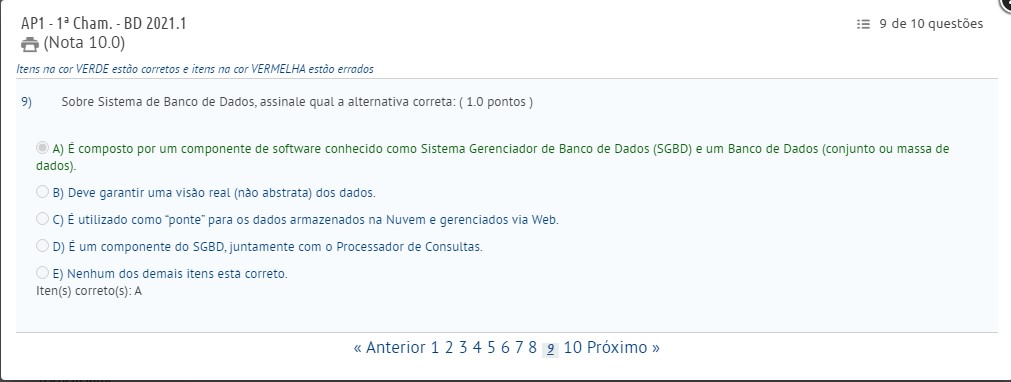 AP1 - 1ª Cham. - BD 2021.1
9 de 10 questões
(Nota 10.0)
Itens na cor VERDE estão corretos e itens na cor VERMELHA estão errados
9) Sobre Sistema de Banco de Dados, assinale qual a alternativa correta: ( 1.0 pontos )
A) É composto por um componente de software conhecido como Sistema Gerenciador de Banco de Dados (SGBD) e um Banco de Dados (conjunto ou massa de
dados).
B) Deve garantir uma visão real (não abstrata) dos dados.
C) É utilizado como “ponte” para os dados armazenados na Nuvem e gerenciados via Web.
D) É um componente do SGBD, juntamente com o Processador de Consultas.
E) Nenhum dos demais itens esta correto.
Iten(s) correto(s): A
« Anterior 1 2 3 4 5 6 7 8 9 10 Próximo »